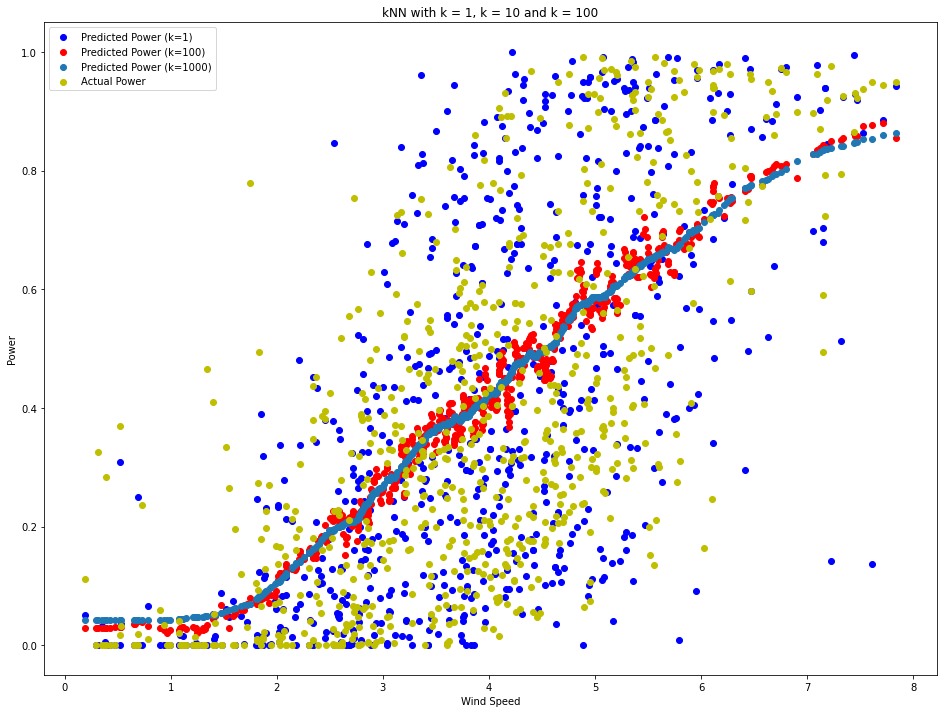 kNN with k = 1, k = 10 and k = 100
Predicted Power (k=1)
Predicted Power (k=100)
Predicted Power (k=1000)
Actual Power
1.0
0.8
0.6
0.4
0.2
0.0
Power
0 1 2 3 4 5 6 7 8
Wind Speed